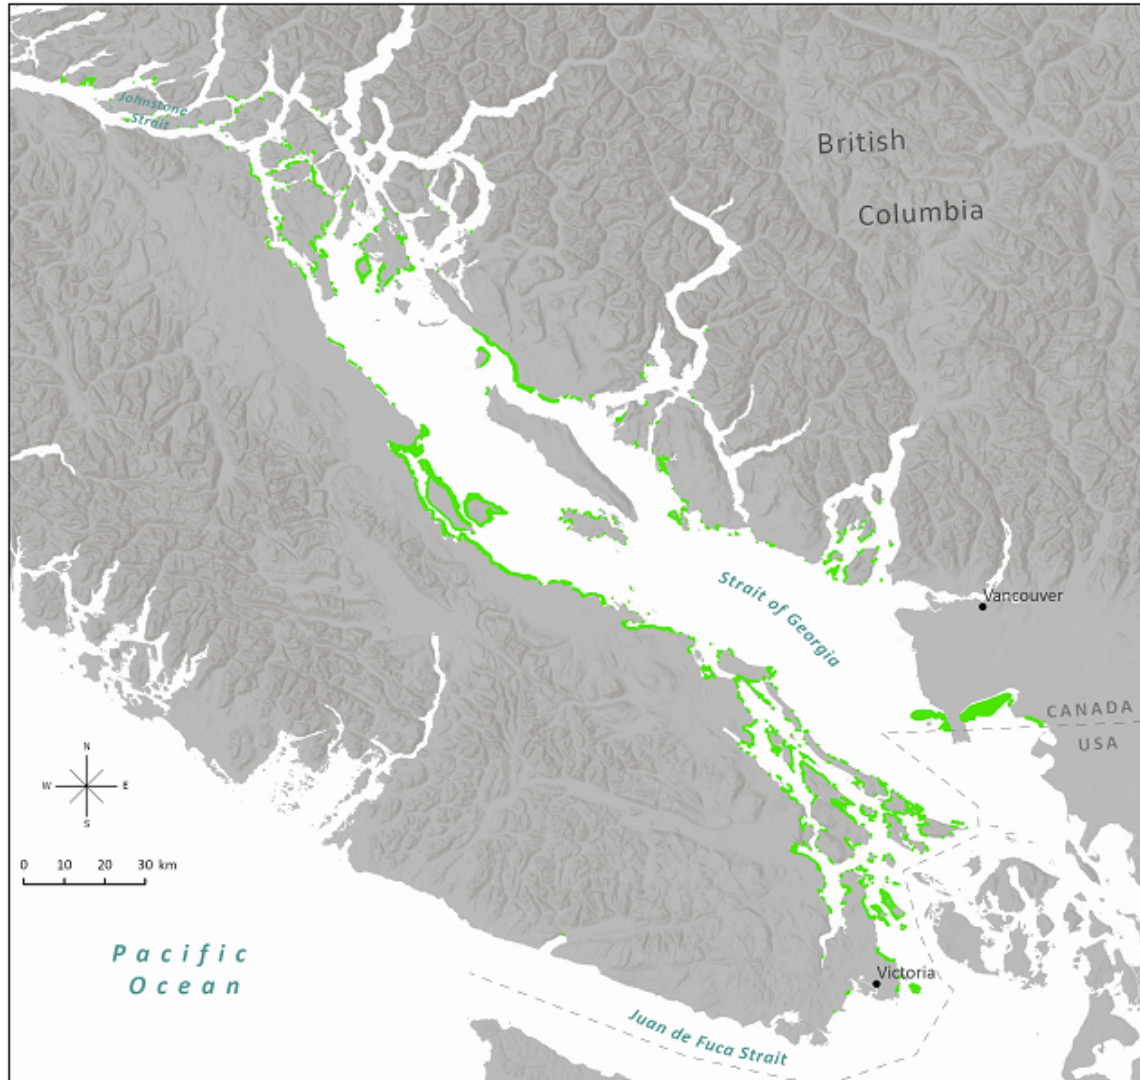 Johnstone
Strait
British
Columbia
Strait of Georgia
Vancouver
CANADA
USA
N
W E
S
0 10 20 30 km
Pacific
Ocean
Victoria
Juan de Fuca Strait